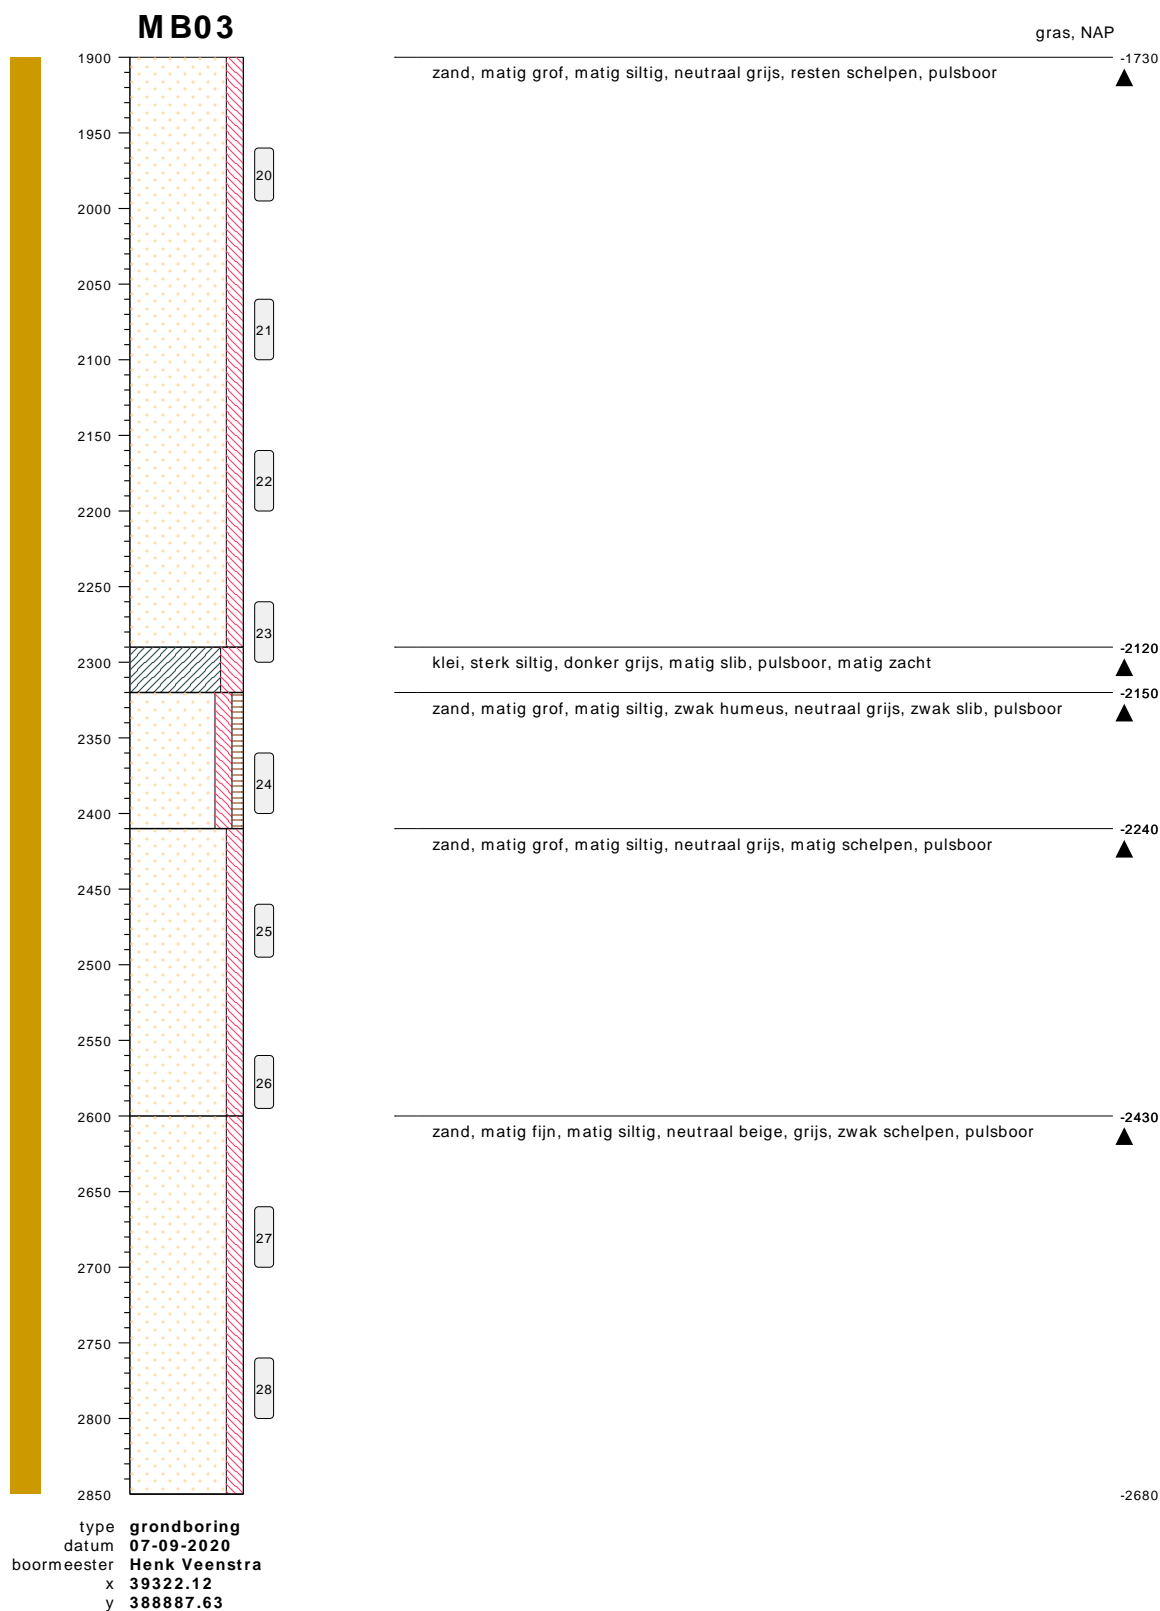 MB03
gras, NAP
1900
-1730
zand, matig grof, matig siltig, neutraal grijs, resten schelpen, pulsboor
1950
20
2000
2050
21
2100
2150
22
2200
2250
23
-2120
2300
klei, sterk siltig, donker grijs, matig slib, pulsboor, matig zacht
-2150
zand, matig grof, matig siltig, zwak humeus, neutraal grijs, zwak slib, pulsboor
2350
24
2400
-2240
zand, matig grof, matig siltig, neutraal grijs, matig schelpen, pulsboor
2450
25
2500
2550
26
2600
-2430
zand, matig fijn, matig siltig, neutraal beige, grijs, zwak schelpen, pulsboor
2650
27
2700
2750
28
2800
2850
-2680
type grondboring
datum 07-09-2020
boormeester Henk Veenstra
x 39322.12
y 388887.63